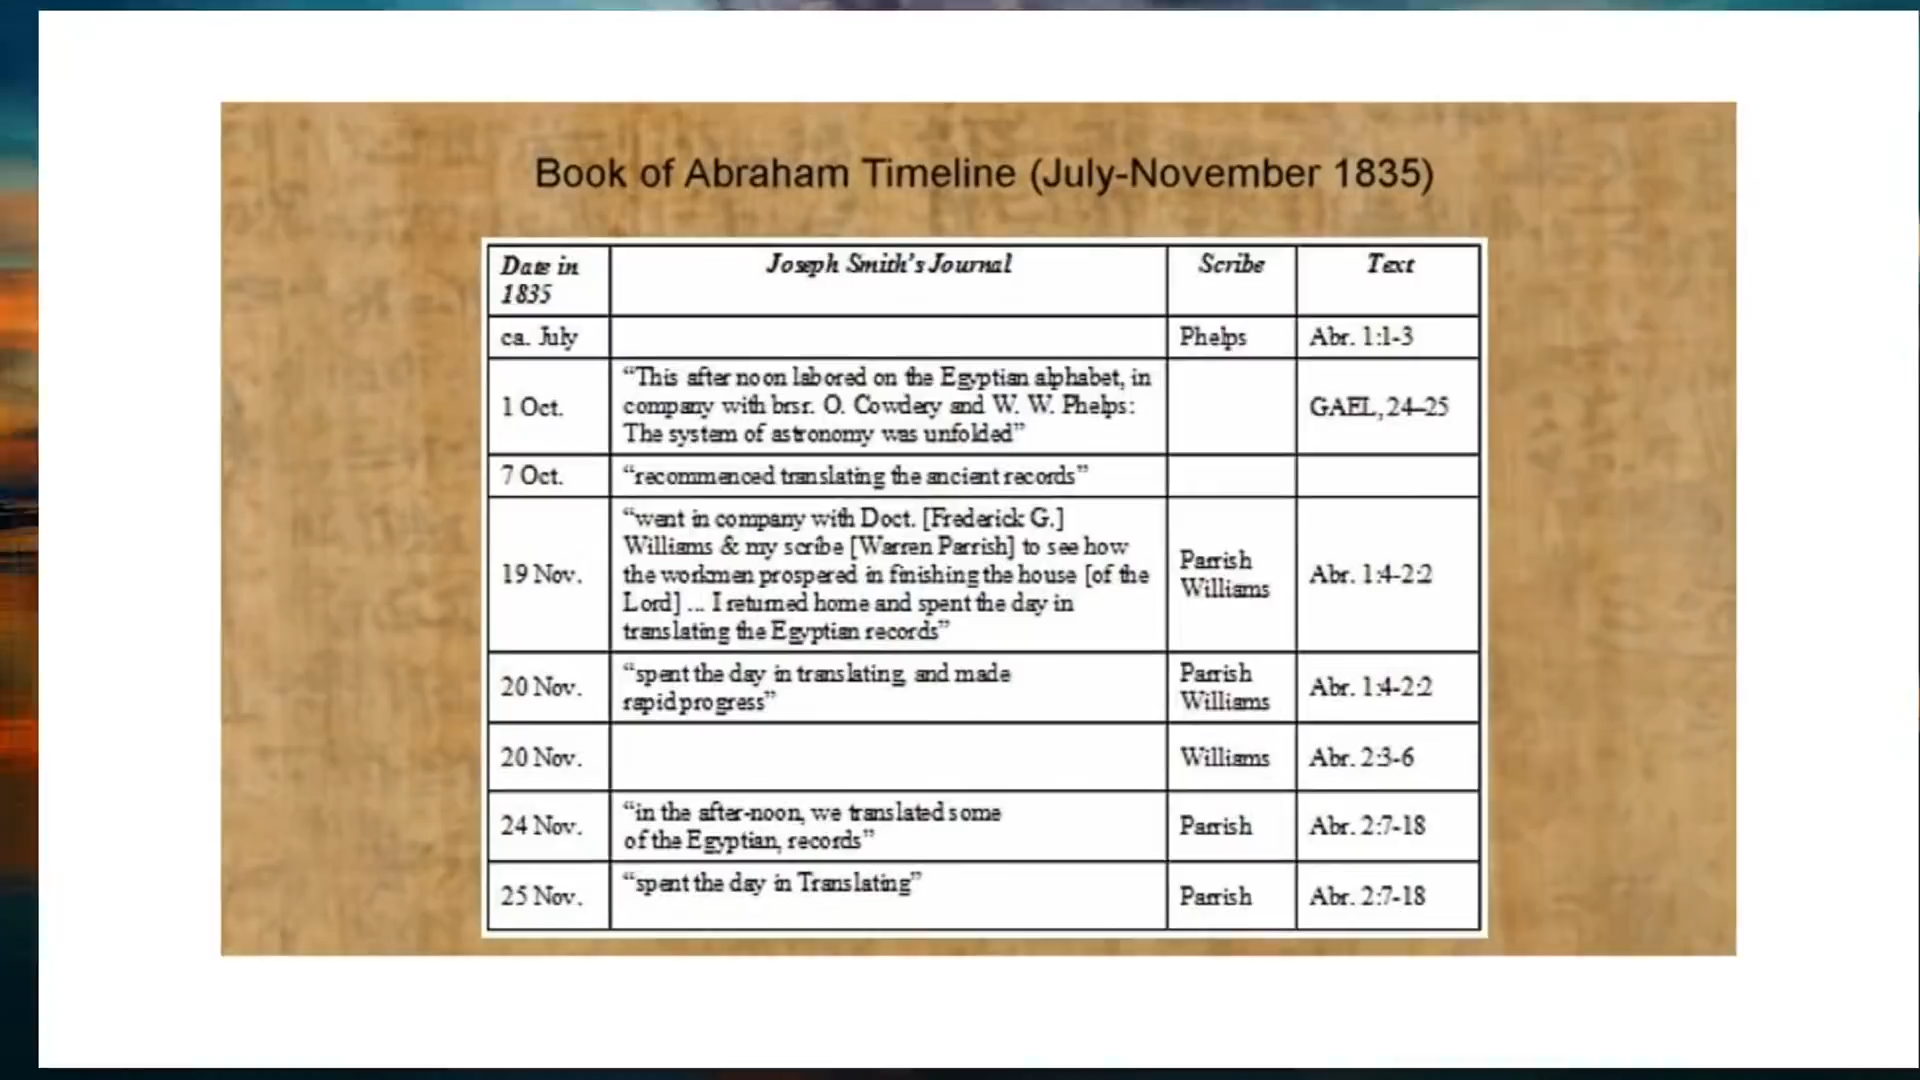 Book of Abraham Timeline (July-November 1835)
Date in
1835
Joseph Smith's Journal
Scribe
Text
ca. July
Phelps
Abr. 1:1-3
1 Oct.
“This after noon labored on the Egyptian alphabet, in
company with brsr. O. Cowdery and W. W. Phelps:
The system of astronomy was unfolded”
GAEL, 24–25
7 Oct.
“recommenced translating the ancient records”
19 Nov.
“went in company with Doct. [Frederick G.]
Williams & my scribe [Warren Parrish] to see how
the workmen prospered in finishing the house [of the
Lord] ... I returned home and spent the day in
translating the Egyptian records”
Parrish
Williams
Abr. 1:4-2:2
20 Nov.
“spent the day in translating, and made
rapid progress”
Parrish
Williams
Abr. 1:4-2:2
20 Nov.
Williams
Abr. 2:3-6
24 Nov.
“in the after-noon, we translated some
of the Egyptian, records”
Parrish
Abr. 2:7-18
25 Nov.
“spent the day in Translating”
Parrish
Abr. 2:7-18